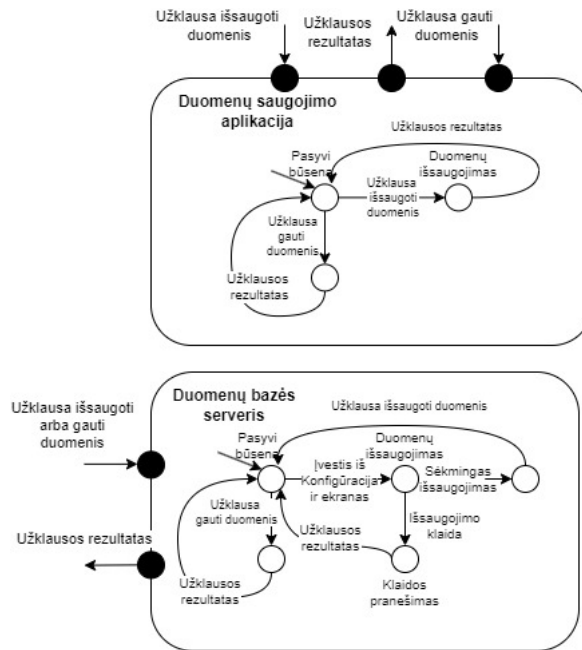 Užklausa išsaugoti
duomenis
Užklausos
rezultatas
Užklausa gauti
duomenis
Duomenų saugojimo
aplikacija
Užklausos rezultatas
Pasyvi
būsena
Duomenų
išsaugojimas
Užklausa
išsaugoti
duomenis
Užklausa
gauti
duomenis
Užklausos
rezultatas
Duomenų bazės
serveris
Užklausa išsaugoti duomenis
Užklausa išsaugoti
arba gauti
duomenis
Pasyvi
būsena
Duomenų
išsaugojimas
Įvestis iš
Konfigūracija
ir ekranas
Sėkmingas
išsaugojimas
Užklausa
gauti duomenis
Išsaugojimo
klaida
Užklausos rezultatas
Užklausos
rezultatas
Užklausos
rezultatas
Klaidos
pranešimas